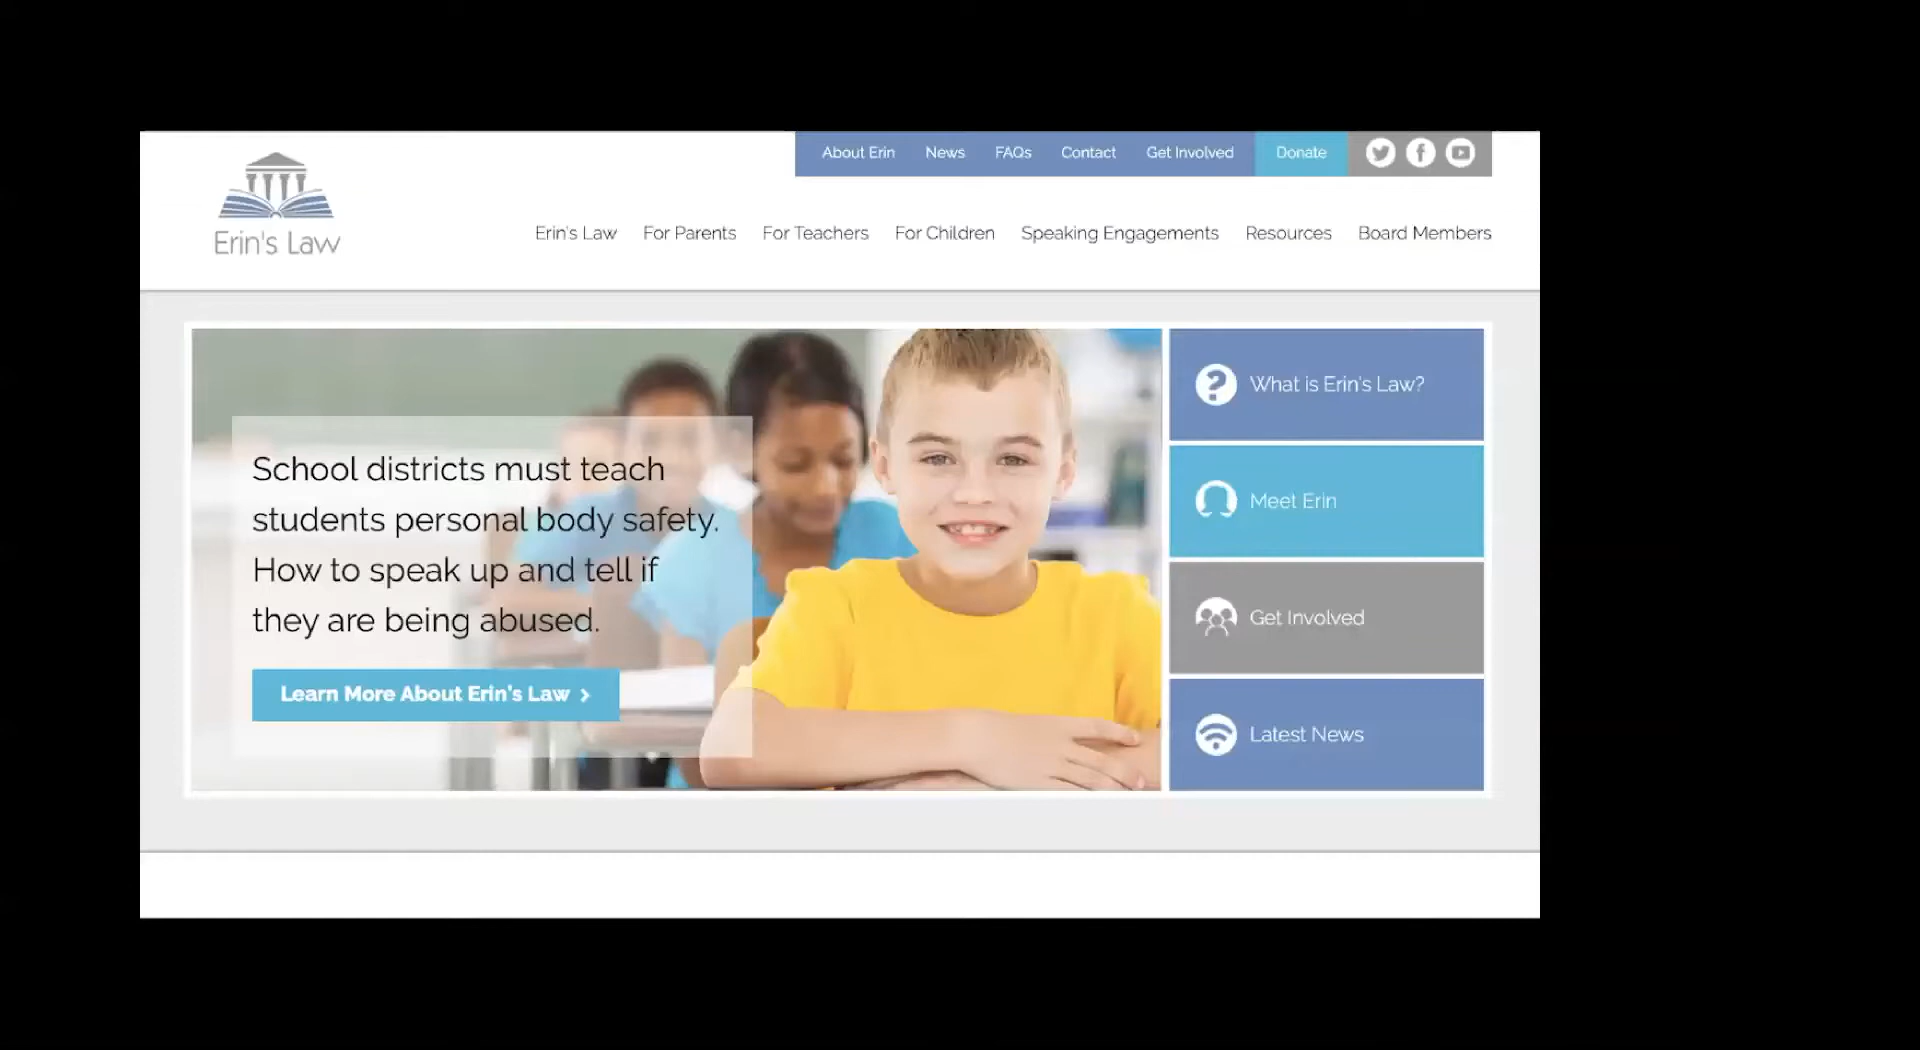 About Erin News FAQs Contact Get Involved Donate
Erin's Law
Erin's Law For Parents For Teachers For Children Speaking Engagements Resources Board Members
School districts must teach
students personal body safety.
How to speak up and tell if
they are being abused.
Learn More About Erin's Law >
What is Erin's Law?
Meet Erin
Get Involved
Latest News